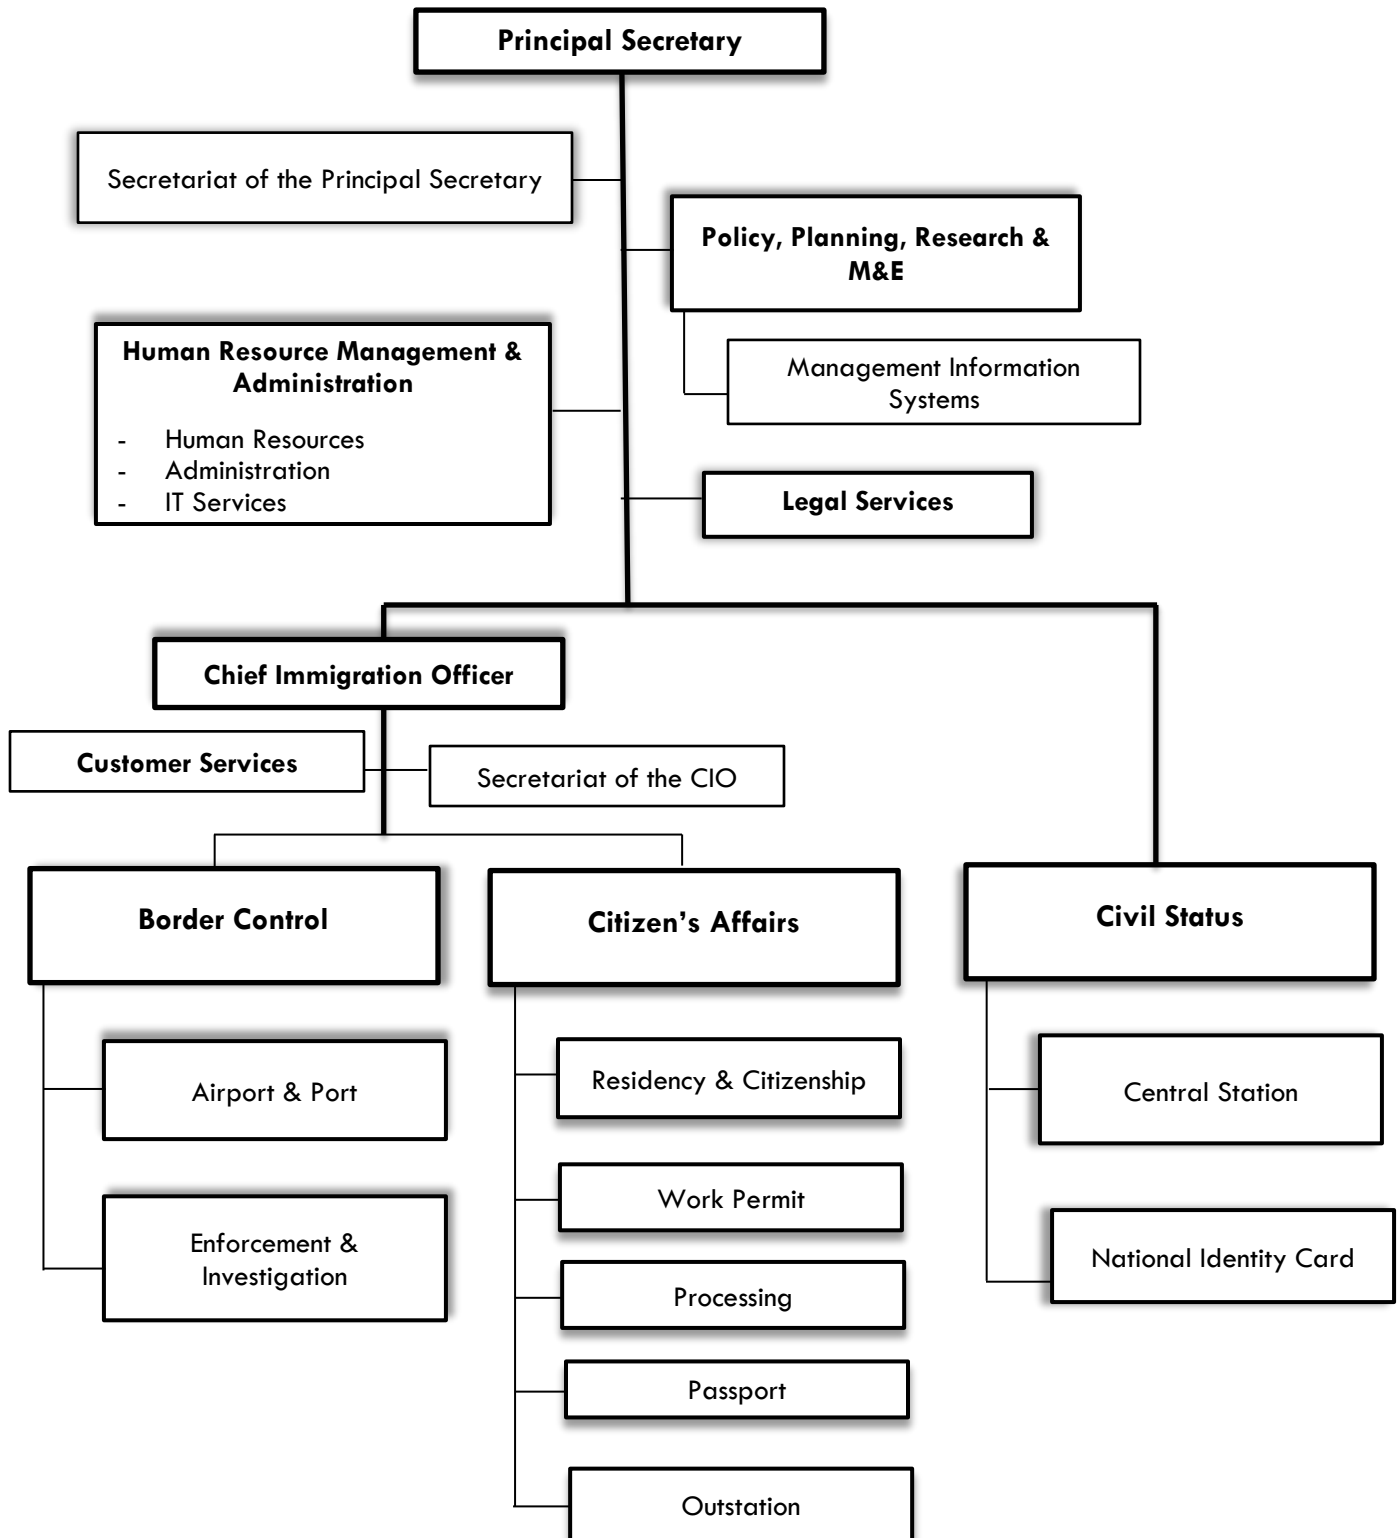 Principal Secretary
Secretariat of the Principal Secretary
Policy, Planning, Research &
M&E
Human Resource Management &
Administration
- Human Resources
- Administration
- IT Services
Management Information
Systems
Legal Services
Chief Immigration Officer
Customer Services
Secretariat of the CIO
Border Control
Citizen’s Affairs
Civil Status
Airport & Port
Enforcement &
Investigation
Residency & Citizenship
Work Permit
Processing
Passport
Outstation
Central Station
National Identity Card